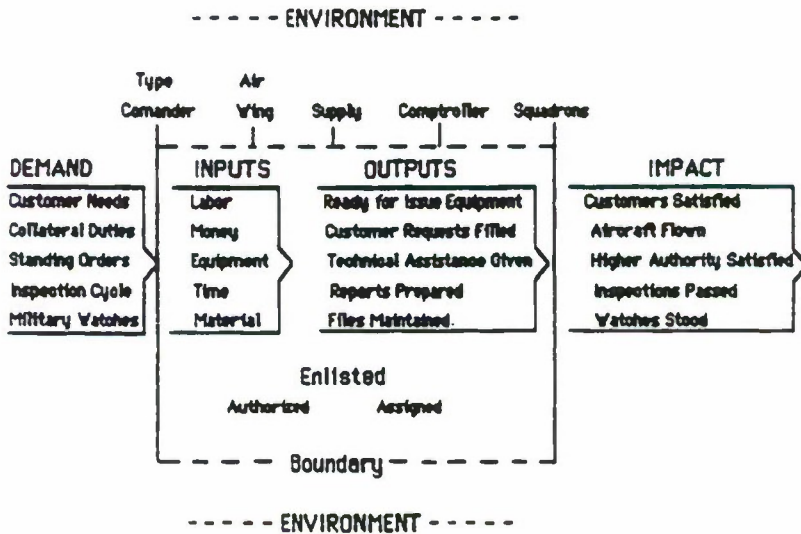 ENVIRONMENT
Type Air
Comander Wing Supply Comptroller Squadrons
DEMAND INPUTS OUTPUTS IMPACT
Customer Needs Labor Ready for Issue Equipment Customers Satisfied
Collateral Duties Money Customer Requests Filled Aircraft Flown
Standing Orders Equipment Technical Assistance Given Higher Authority Satisfied
Inspection Cycle Time Reports Prepared Inspections Passed
Military Watches Material Files Maintained. Watches Stood
Enlisted
Authorized Assigned
Boundary
ENVIRONMENT